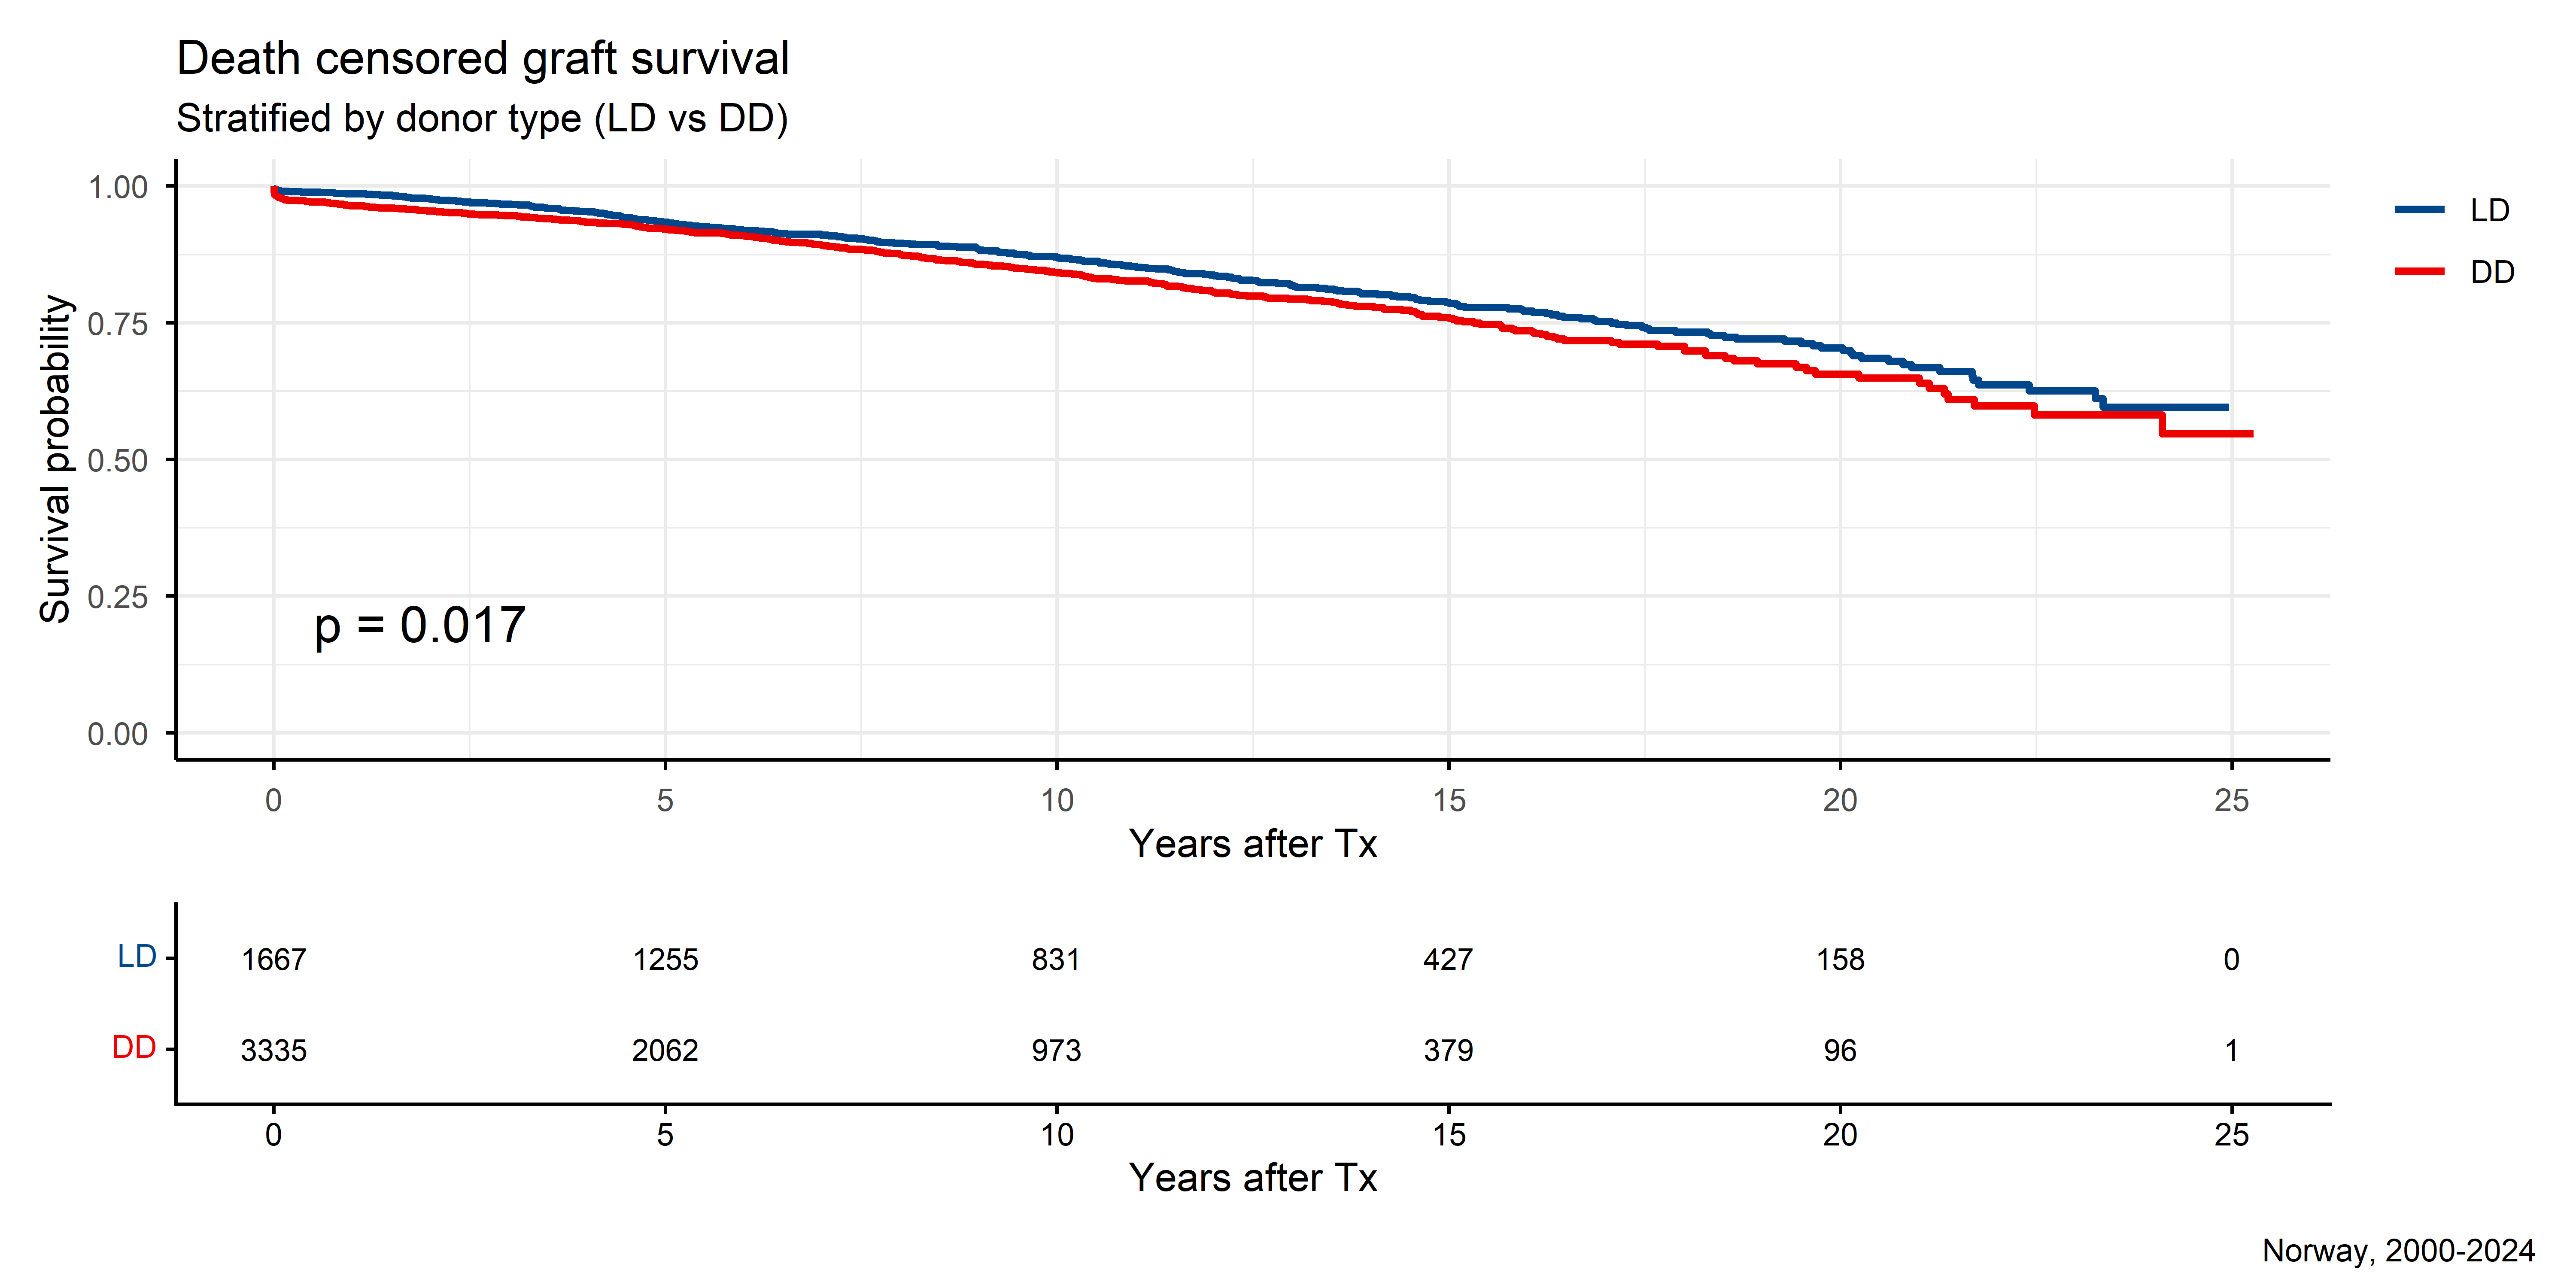 Death censored graft survival
Stratified by donor type (LD vs DD)
Survival probability
1.00
0.75
0.50
0.25
0.00
p = 0.017
LD
DD
0 5 10 15 20 25
Years after Tx
LD 1667 1255 831 427 158 0
DD 3335 2062 973 379 96 1
0 5 10 15 20 25
Years after Tx
Norway, 2000-2024